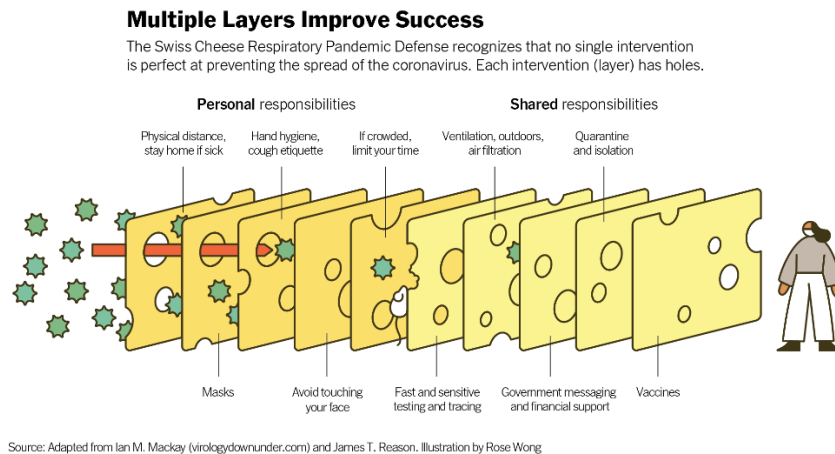 Multiple Layers Improve Success
The Swiss Cheese Respiratory Pandemic Defense recognizes that no single intervention
is perfect at preventing the spread of the coronavirus. Each intervention (layer) has holes.
Personal responsibilities
Shared responsibilities
Physical distance,
stay home if sick
Hand hygiene,
cough etiquette
If crowded,
limit your time
Ventilation, outdoors,
air filtration
Quarantine
and isolation
Masks
Avoid touching
your face
Fast and sensitive
testing and tracing
Government messaging
and financial support
Vaccines
Source: Adapted from Ian M. Mackay (virologydownunder.com) and James T. Reason. Illustration by Rose Wong